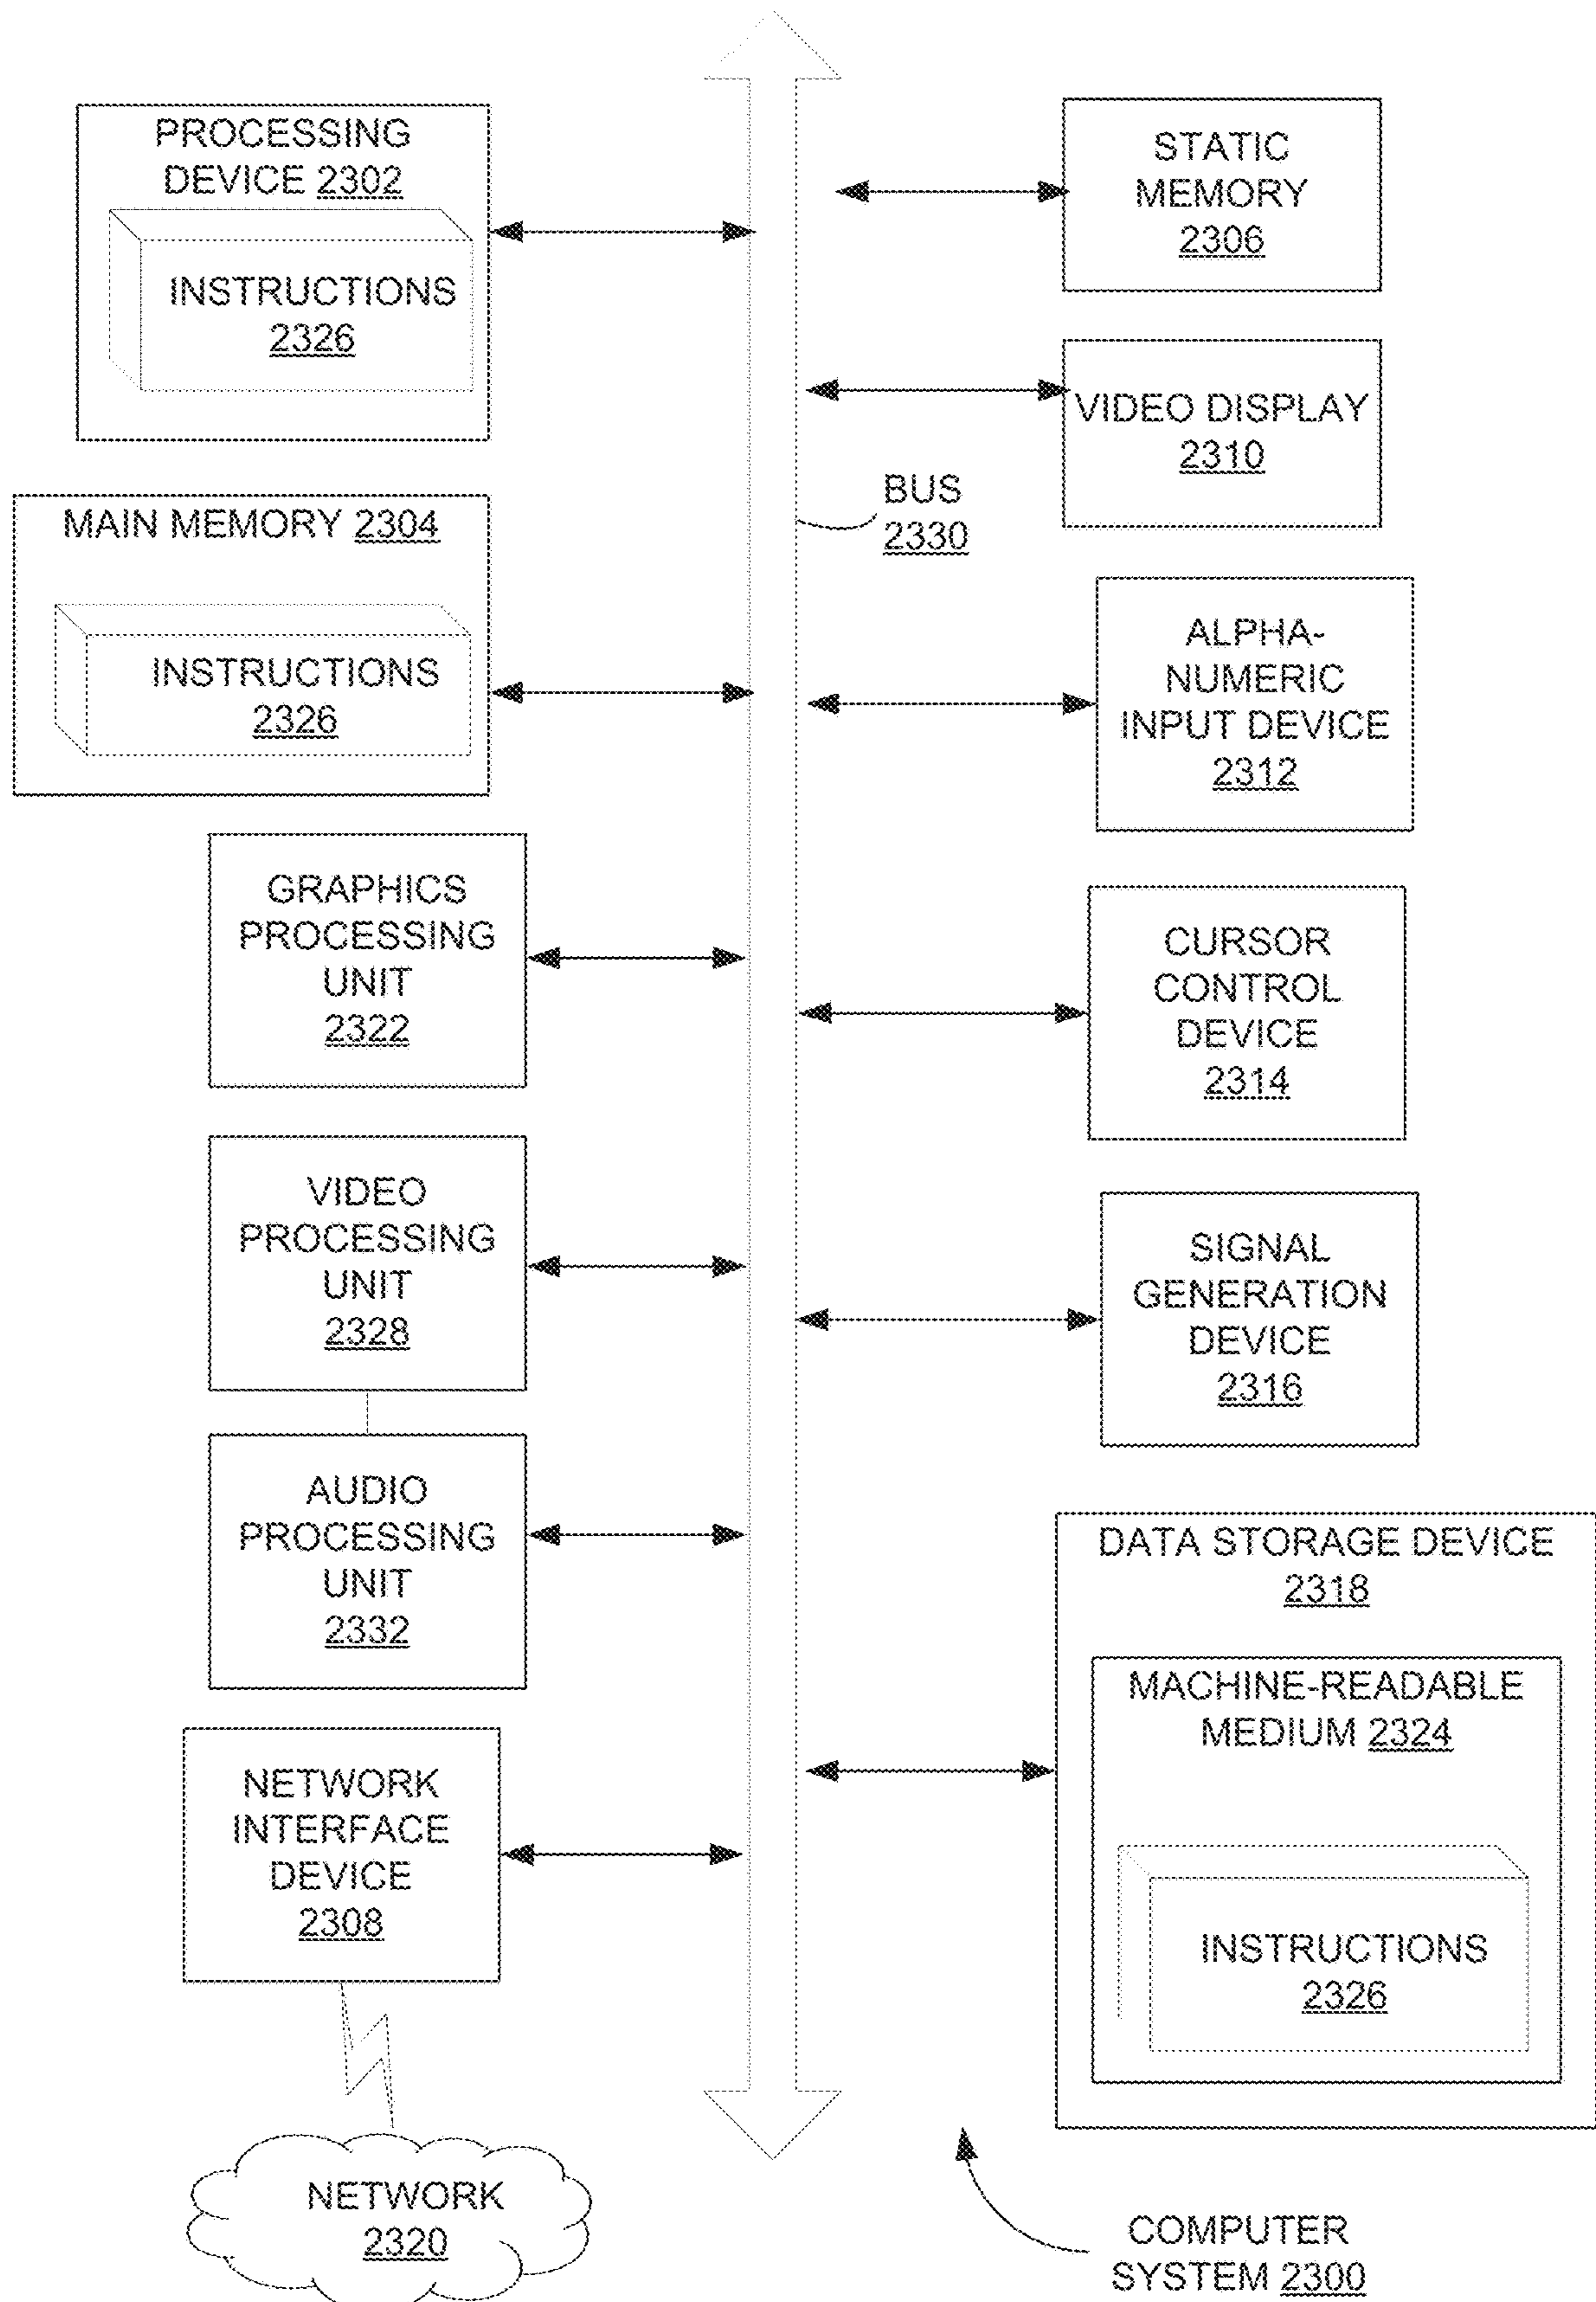 PROCESSING
DEVICE 2302
INSTRUCTIONS
2326
MAIN MEMORY 2304
INSTRUCTIONS
2326
GRAPHICS
PROCESSING
UNIT
2322
VIDEO
PROCESSING
UNIT
2328
AUDIO
PROCESSING
UNIT
2332
NETWORK
INTERFACE
DEVICE
2308
NETWORK
2320
BUS
2330
STATIC
MEMORY
2306
VIDEO DISPLAY
2310
ALPHA-
NUMERIC
INPUT DEVICE
2312
CURSOR
CONTROL
DEVICE
2314
SIGNAL
GENERATION
DEVICE
2316
DATA STORAGE DEVICE
2318
MACHINE-READABLE
MEDIUM 2324
INSTRUCTIONS
2326
COMPUTER
SYSTEM 2300